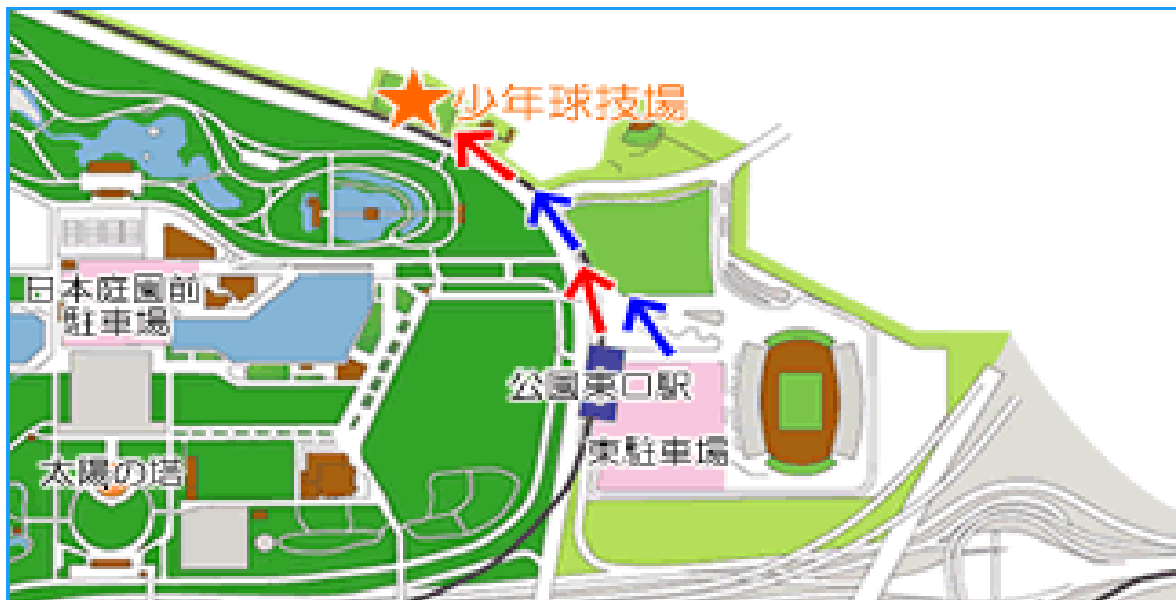 少年球技場
日本庭園前
駐車場
公園東口駅
東駐車場
太陽の塔